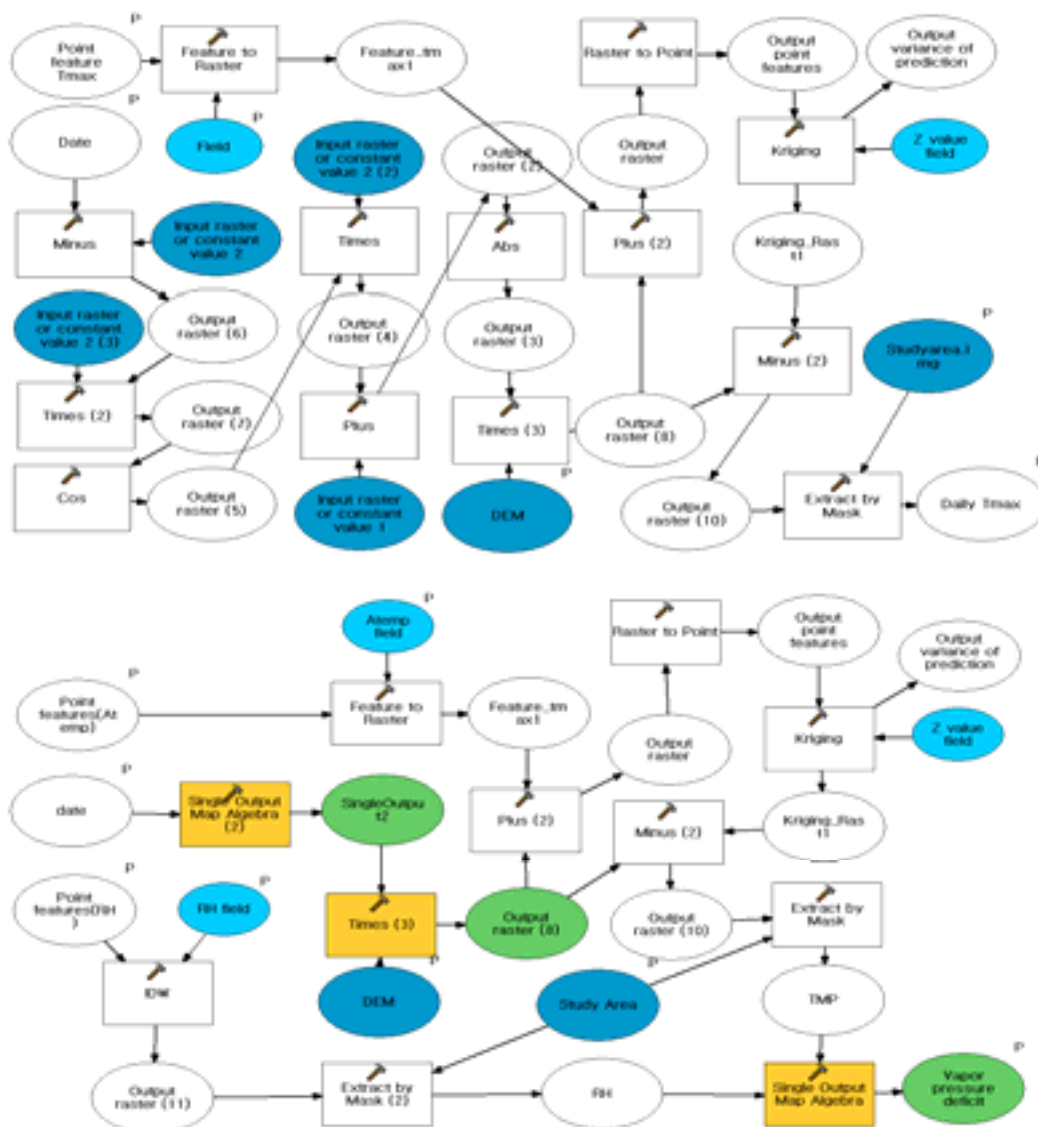 P
Point
feature
Tmax
Feature to
Raster
Feature_tm
ax1
Raster to Point
Output
point
features
Output
variance of
prediction
P
Date
P
Field
Input raster
or constant
value 2 (2)
Output
raster (2)
Output
raster
Kriging
Z value
field
Minus
Input raster
or constant
value 2
Times
Abs
Plus (2)
Kriging_Ras
t1
Input raster
or constant
value 2 (3)
Output
raster (6)
Output
raster (4)
Output
raster (3)
Minus (2)
P
Studyarea.i
mg
Times (2)
Output
raster (7)
Plus
Times (3)
Output
raster (8)
Cos
Output
raster (5)
Input raster
or constant
value 1
P
DEM
Output
raster (10)
Extract by
Mask
Daily Tmax
P
Atemp
field
Raster to Point
Output
point
features
Output
variance of
prediction
P
Point
features(At
emp)
Feature to
Raster
Feature_tm
ax1
Output
raster
Kriging
Z value
field
P
date
Single Output
Map Algebra
(2)
SingleOutpu
t2
Plus (2)
Minus (2)
Kriging_Ras
t1
P
Point
features(RH
)
P
RH field
Times (3)
Output
raster (8)
Output
raster (10)
Extract by
Mask
IDW
P
DEM
P
Study Area
TMP
Output
raster (11)
Extract by
Mask (2)
RH
Single Output
Map Algebra
P
Vapor
pressure
deficit